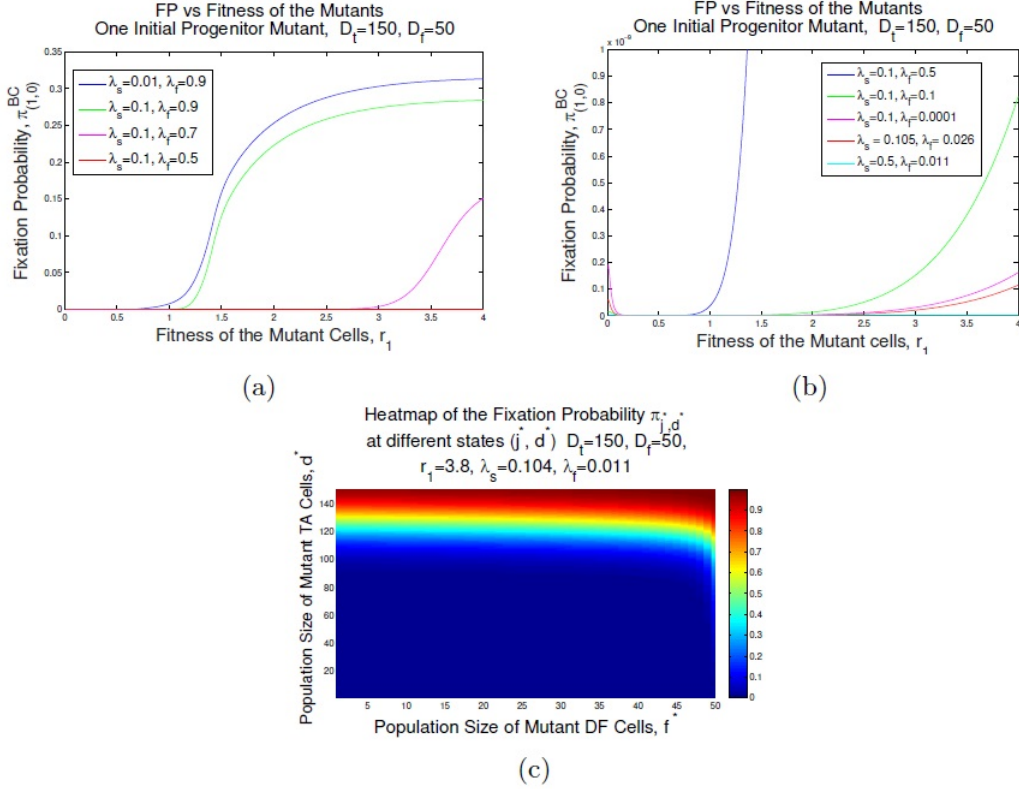 FP vs Fitness of the Mutants
One Initial Progenitor Mutant, D_t=150, D_f=50
0.35
0.3
0.25
0.2
0.15
0.1
0.05
0
λ_s=0.01, λ_f=0.9
λ_s=0.1, λ_f=0.9
λ_s=0.1, λ_f=0.7
λ_s=0.1, λ_f=0.5
Fixation Probability, π^BC_(1,0)
0 0.5 1 1.5 2 2.5 3 3.5 4
Fitness of the Mutant Cells, r_1
(a)
FP vs Fitness of the Mutants
One Initial Progenitor Mutant, D_t=150, D_f=50
x 10^-9
1
0.9
0.8
0.7
0.6
0.5
0.4
0.3
0.2
0.1
0
λ_s=0.1, λ_f=0.5
λ_s=0.1, λ_f=0.1
λ_s=0.1, λ_f=0.0001
λ_s = 0.105, λ_f= 0.026
λ_s=0.5, λ_f=0.011
Fixation Probability, π^BC_(1,0)
0 0.5 1 1.5 2 2.5 3 3.5 4
Fitness of the Mutant cells, r_1
(b)
Heatmap of the Fixation Probability π_j*,d*
at different states (j*, d*) D_t=150, D_f=50,
r_1=3.8, λ_s=0.104, λ_f=0.011
Population Size of Mutant TA Cells, d*
140
120
100
80
60
40
20
5 10 15 20 25 30 35 40 45 50
Population Size of Mutant DF Cells, f*
0.9
0.8
0.7
0.6
0.5
0.4
0.3
0.2
0.1
0
(c)